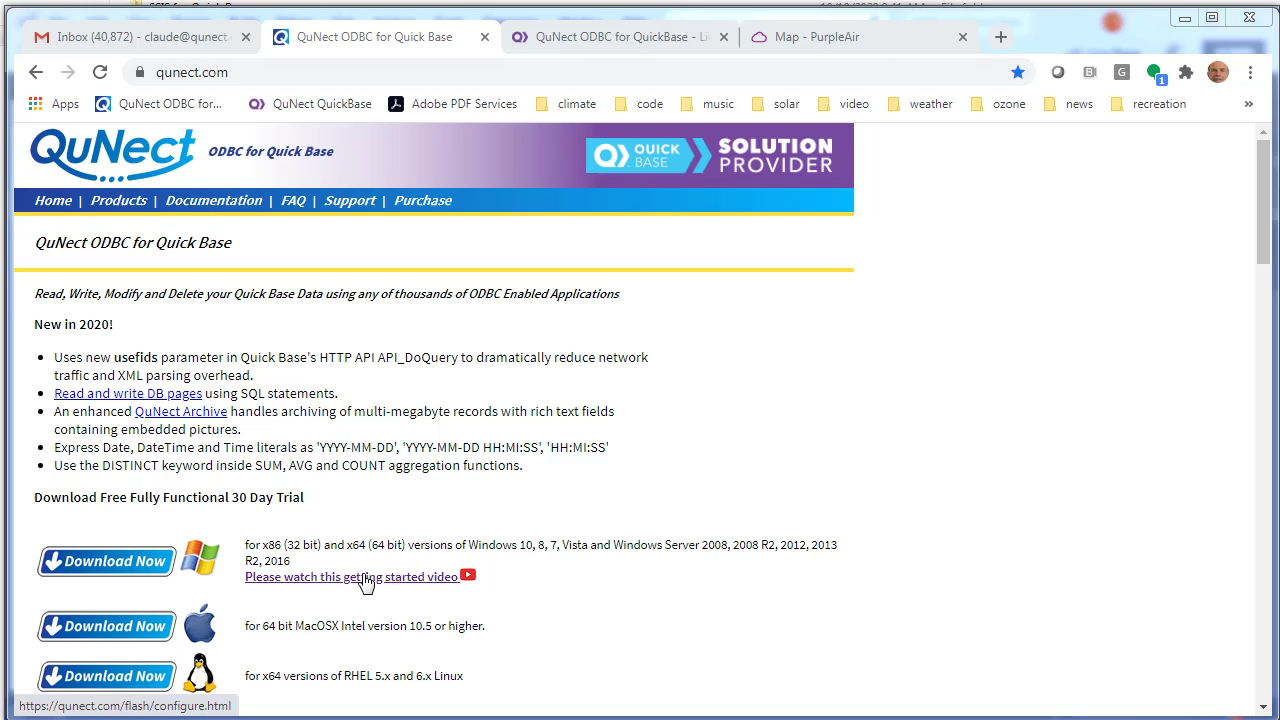 Inbox (40,872) - claude@qunect.
QuNect ODBC for Quick Base
QuNect ODBC for QuickBase - Li
Map - PurpleAir
qunect.com
1
Apps
QuNect ODBC for...
QuNect QuickBase
Adobe PDF Services
climate
code
music
solar
video
weather
ozone
news
recreation
»
QuNect
ODBC for Quick Base
QUICK BASE
SOLUTION PROVIDER
Home | Products | Documentation | FAQ | Support | Purchase
QuNect ODBC for Quick Base
Read, Write, Modify and Delete your Quick Base Data using any of thousands of ODBC Enabled Applications
New in 2020!
• Uses new usefids parameter in Quick Base's HTTP API API_DoQuery to dramatically reduce network
traffic and XML parsing overhead.
• Read and write DB pages using SQL statements.
• An enhanced QuNect Archive handles archiving of multi-megabyte records with rich text fields
containing embedded pictures.
• Express Date, DateTime and Time literals as 'YYYY-MM-DD', 'YYYY-MM-DD HH:MI:SS', 'HH:MI:SS'
• Use the DISTINCT keyword inside SUM, AVG and COUNT aggregation functions.
Download Free Fully Functional 30 Day Trial
Download Now
for x86 (32 bit) and x64 (64 bit) versions of Windows 10, 8, 7, Vista and Windows Server 2008, 2008 R2, 2012, 2013
R2, 2016
Please watch this getting started video
Download Now
for 64 bit MacOSX Intel version 10.5 or higher.
Download Now
for x64 versions of RHEL 5.x and 6.x Linux
https://qunect.com/flash/configure.html